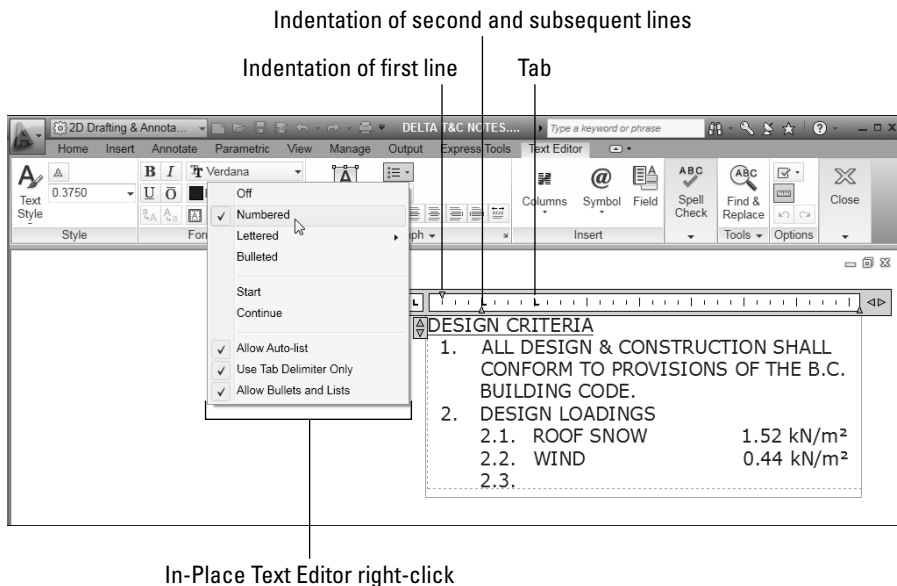 Indentation of second and subsequent lines
Indentation of first line
Tab
2D Drafting & Annota...
DELTA T&C NOTES....
Type a keyword or phrase
Home Insert Annotate Parametric View Manage Output Express Tools Text Editor
Text Style
0.3750
Style
B I Verdana
U O
Columns
Symbol
Field
Insert
ABC
Spell Check
ABC
Find & Replace
Tools
Options
Close
Off
Numbered
Lettered
Bulleted
Start
Continue
Allow Auto-list
Use Tab Delimiter Only
Allow Bullets and Lists
DESIGN CRITERIA
1. ALL DESIGN & CONSTRUCTION SHALL
CONFORM TO PROVISIONS OF THE B.C.
BUILDING CODE.
2. DESIGN LOADINGS
2.1. ROOF SNOW 1.52 kN/m²
2.2. WIND 0.44 kN/m²
2.3.
In-Place Text Editor right-click